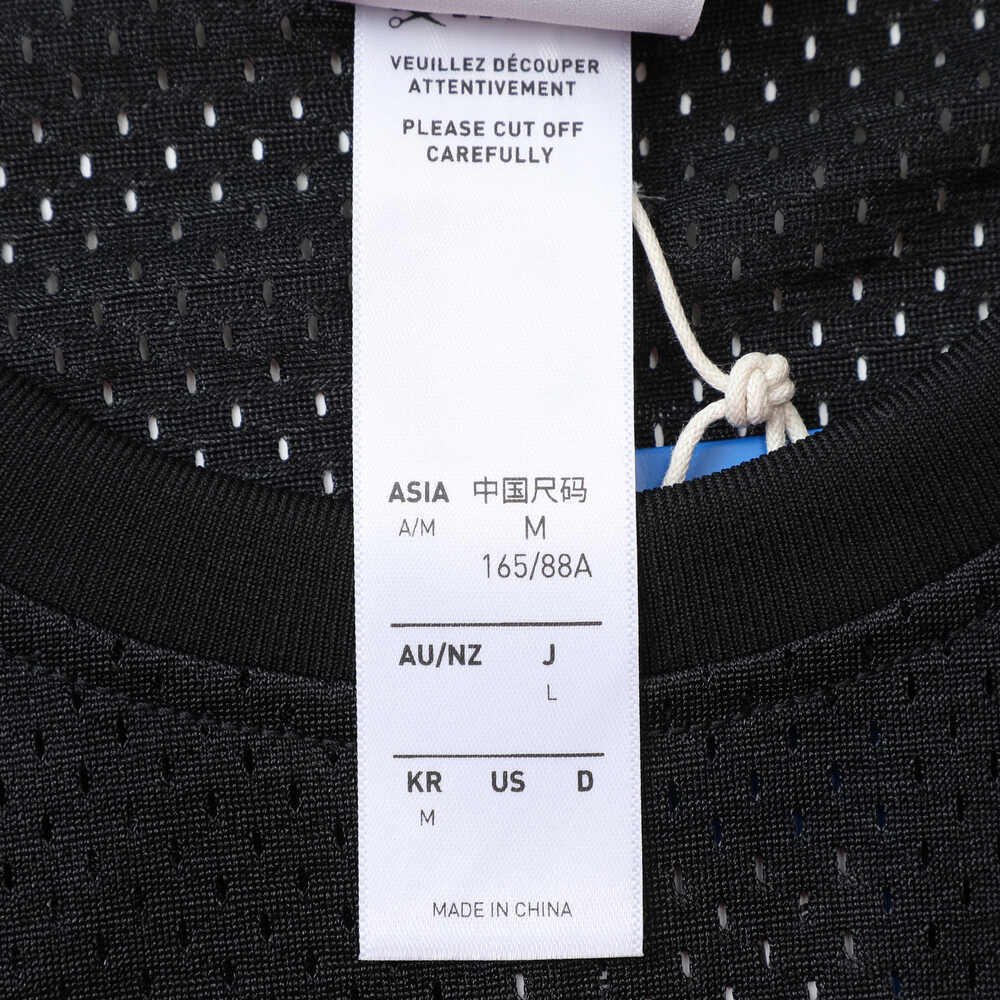 VEUILLEZ DÉCOUPER
ATTENTIVEMENT
PLEASE CUT OFF
CAREFULLY
ASIA 中国尺码
A/M M
165/88A
AU/NZ J
L
KR US D
M
MADE IN CHINA